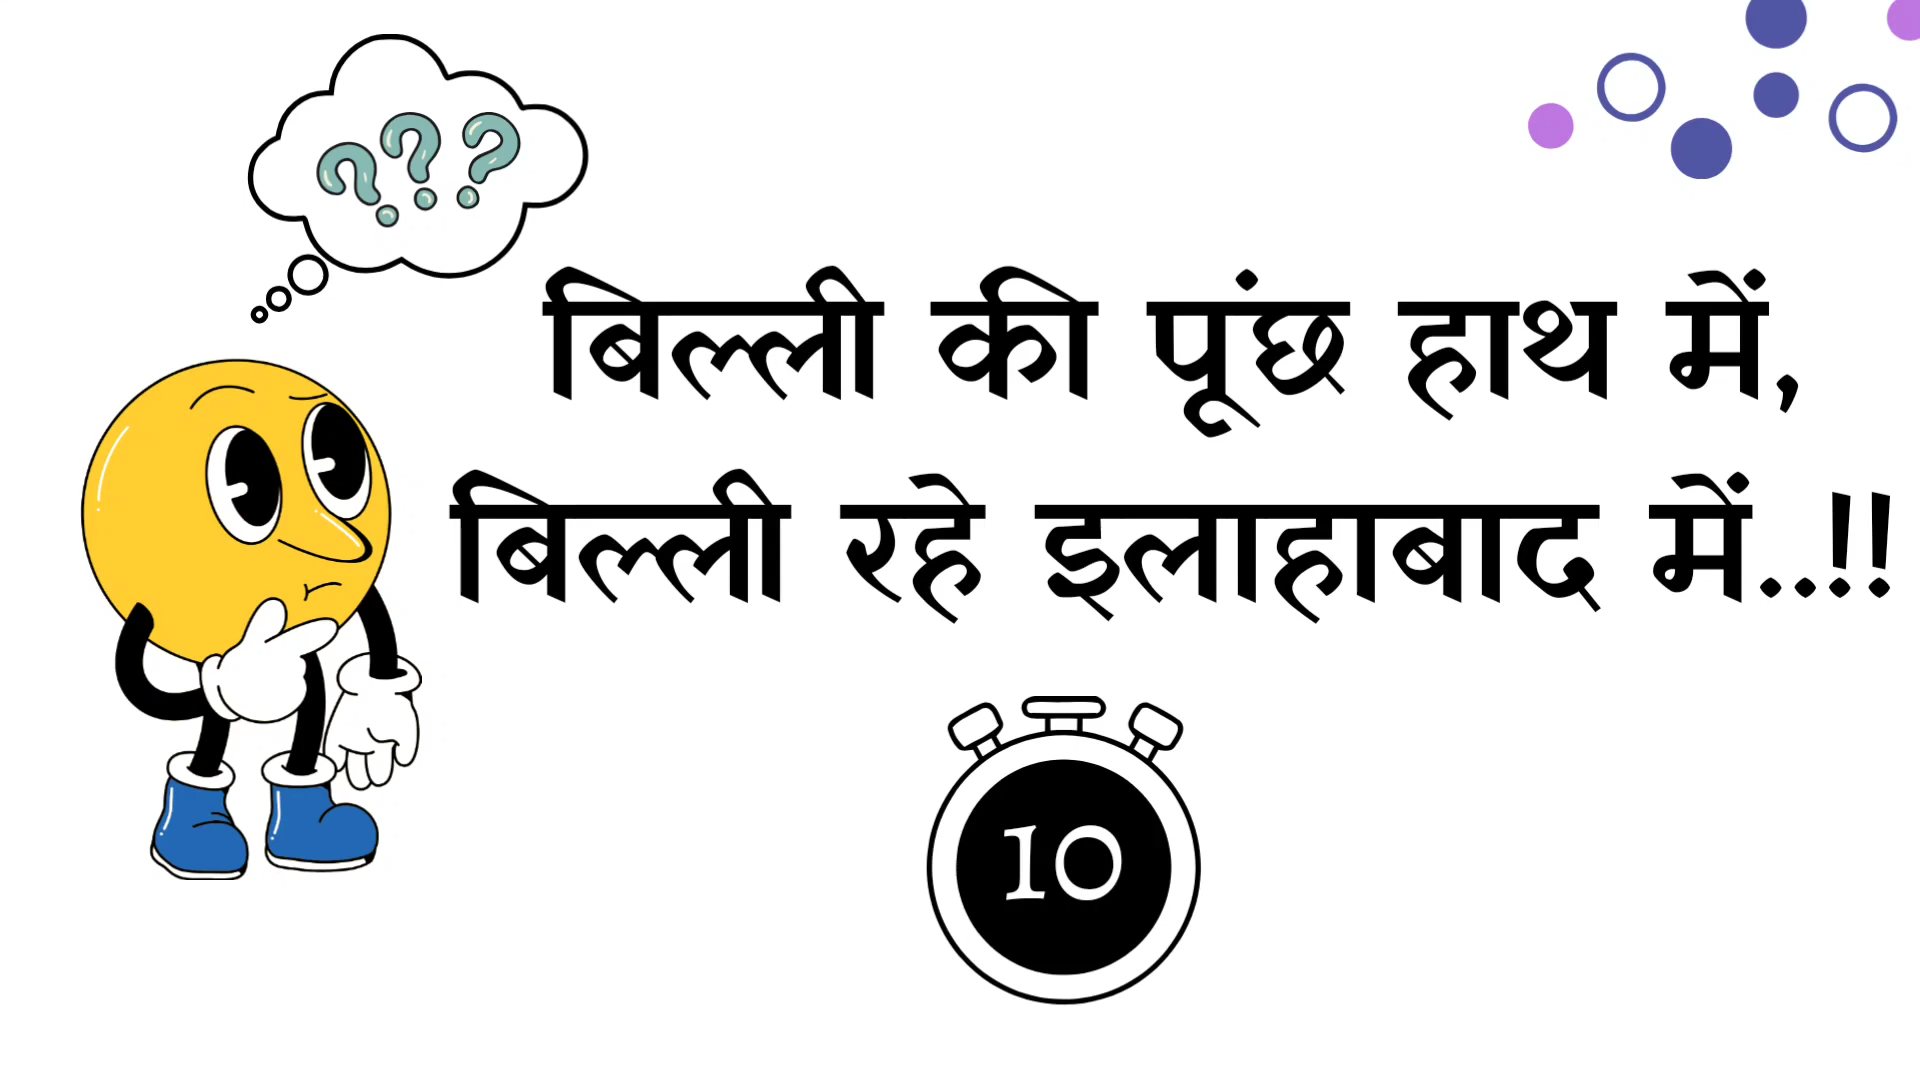 ???
बिल्ली की पूंछ हाथ में,
बिल्ली रहे इलाहाबाद में..!!
10